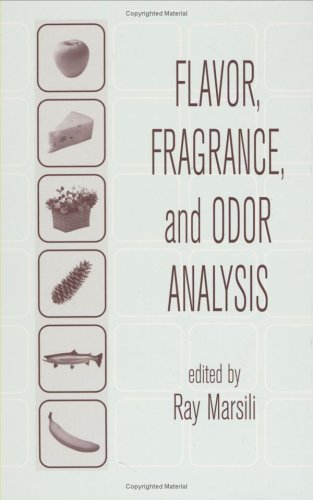 Copyrighted Material
FLAVOR,
FRAGRANCE,
and ODOR
ANALYSIS
edited by
Ray Marsili
Copyrighted Material